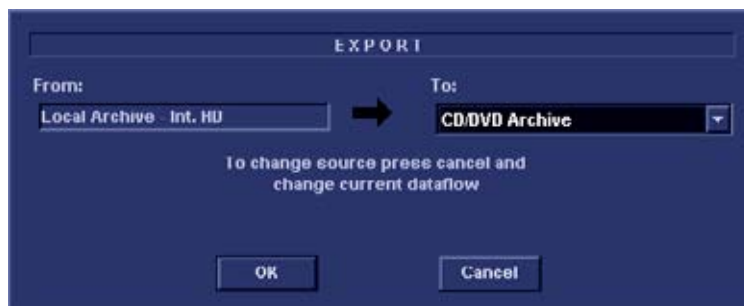 EXPORT
From:
To:
Local Archive Int. HD
CD/DVD Archive
To change source press cancel and
change current dataflow
OK
Cancel